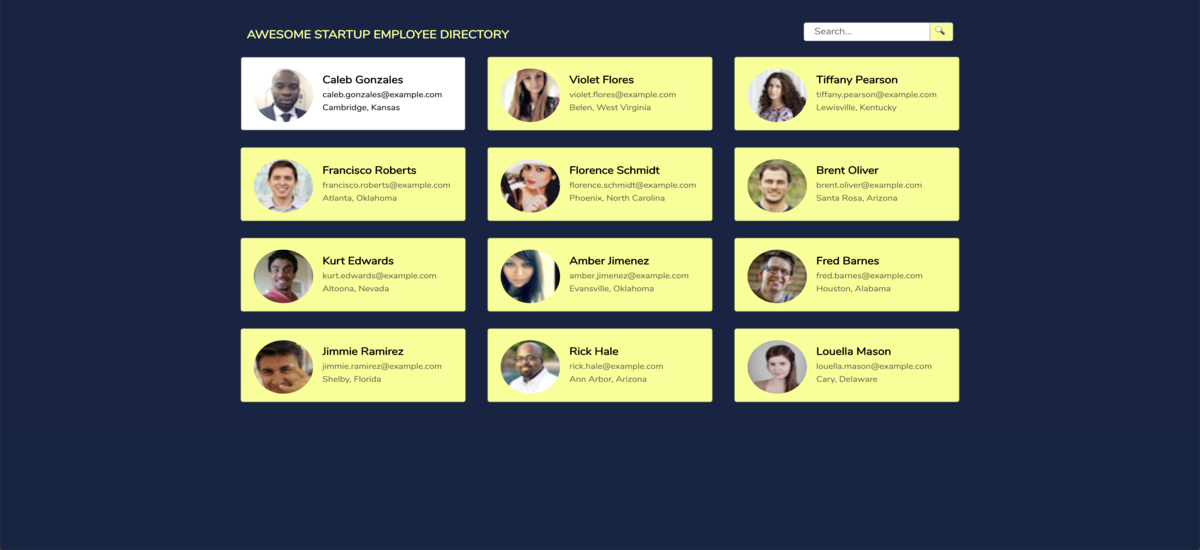 AWESOME STARTUP EMPLOYEE DIRECTORY
Search...
Caleb Gonzales
caleb.gonzales@example.com
Cambridge, Kansas
Violet Flores
violet.flores@example.com
Belen, West Virginia
Tiffany Pearson
tiffany.pearson@example.com
Lewisville, Kentucky
Francisco Roberts
francisco.roberts@example.com
Atlanta, Oklahoma
Florence Schmidt
florence.schmidt@example.com
Phoenix, North Carolina
Brent Oliver
brent.oliver@example.com
Santa Rosa, Arizona
Kurt Edwards
kurt.edwards@example.com
Altoona, Nevada
Amber Jimenez
amber.jimenez@example.com
Evansville, Oklahoma
Fred Barnes
fred.barnes@example.com
Houston, Alabama
Jimmie Ramirez
jimmie.ramirez@example.com
Shelby, Florida
Rick Hale
rick.hale@example.com
Ann Arbor, Arizona
Louella Mason
louella.mason@example.com
Cary, Delaware